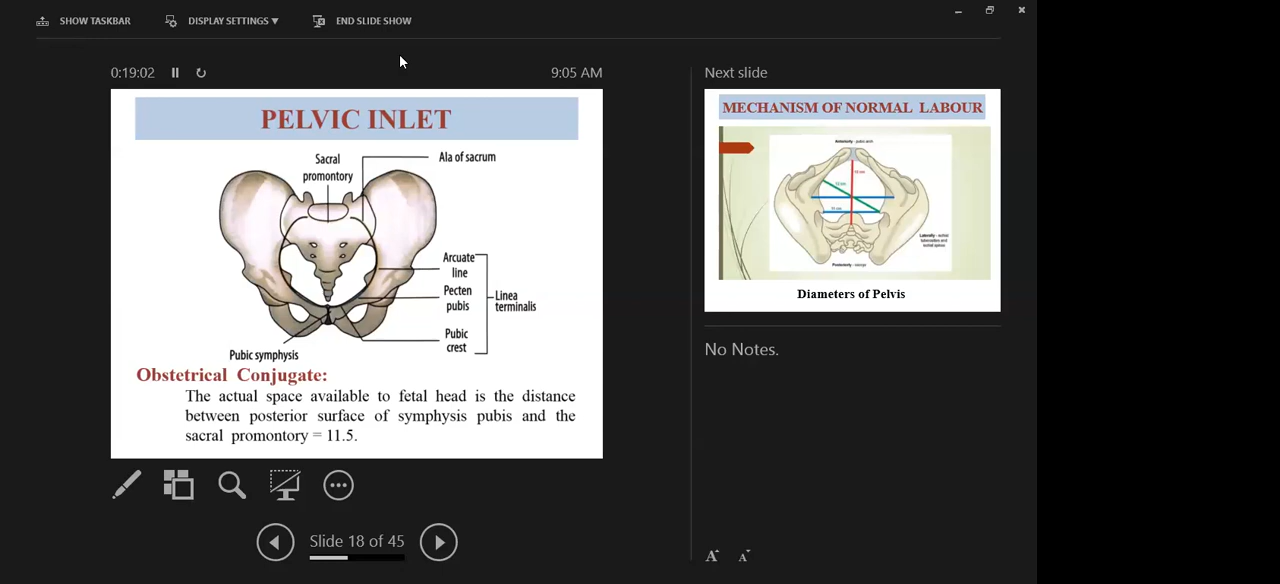 SHOW TASKBAR
DISPLAY SETTINGS ▼
END SLIDE SHOW
0:19:02
9:05 AM
PELVIC INLET
Sacral
promontory
Ala of sacrum
Arcuate
line
Pecten
pubis
Linea
terminalis
Pubic
crest
Pubic symphysis
Obstetrical Conjugate:
The actual space available to fetal head is the distance
between posterior surface of symphysis pubis and the
sacral promontory = 11.5.
Slide 18 of 45
Next slide
MECHANISM OF NORMAL LABOUR
Diameters of Pelvis
No Notes.
A A